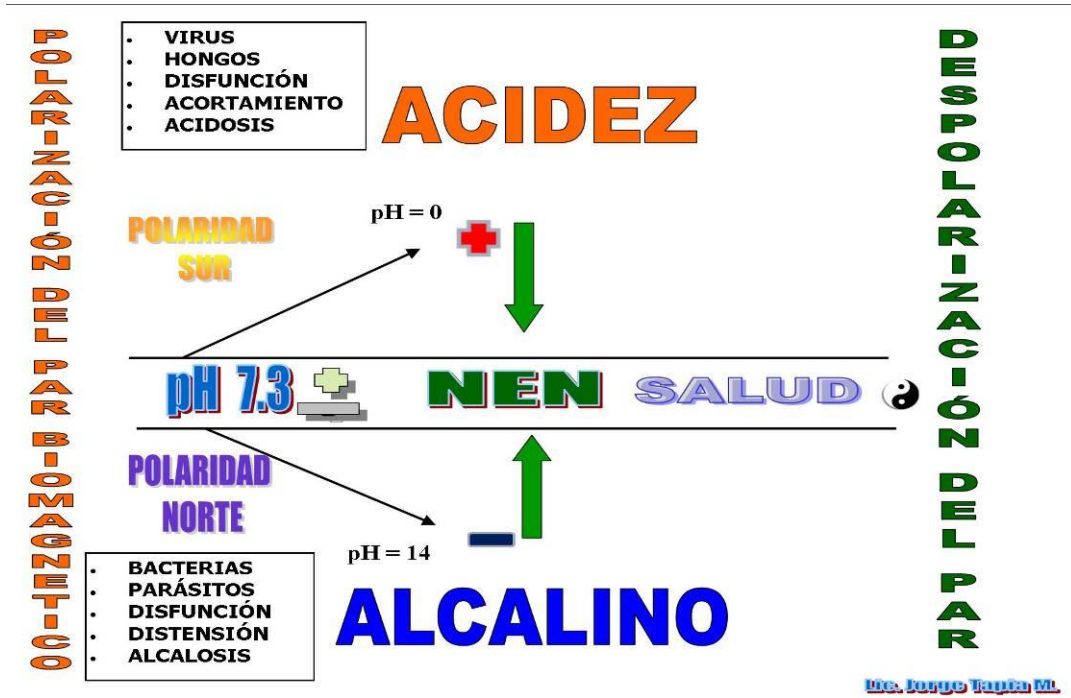 POLARIZACIÓN DEL PAR BIOMAGNETICO
. VIRUS
. HONGOS
. DISFUNCIÓN
. ACORTAMIENTO
. ACIDOSIS
ACIDEZ
pH = 0
POLARIDAD
SUR
pH 7.3
NEN
SALUD
POLARIDAD
NORTE
pH = 14
. BACTERIAS
. PARÁSITOS
. DISFUNCIÓN
. DISTENSIÓN
. ALCALOSIS
ALCALINO
DESPOLARIZACIÓN DEL PAR
Lic. Jorge Tapia M.